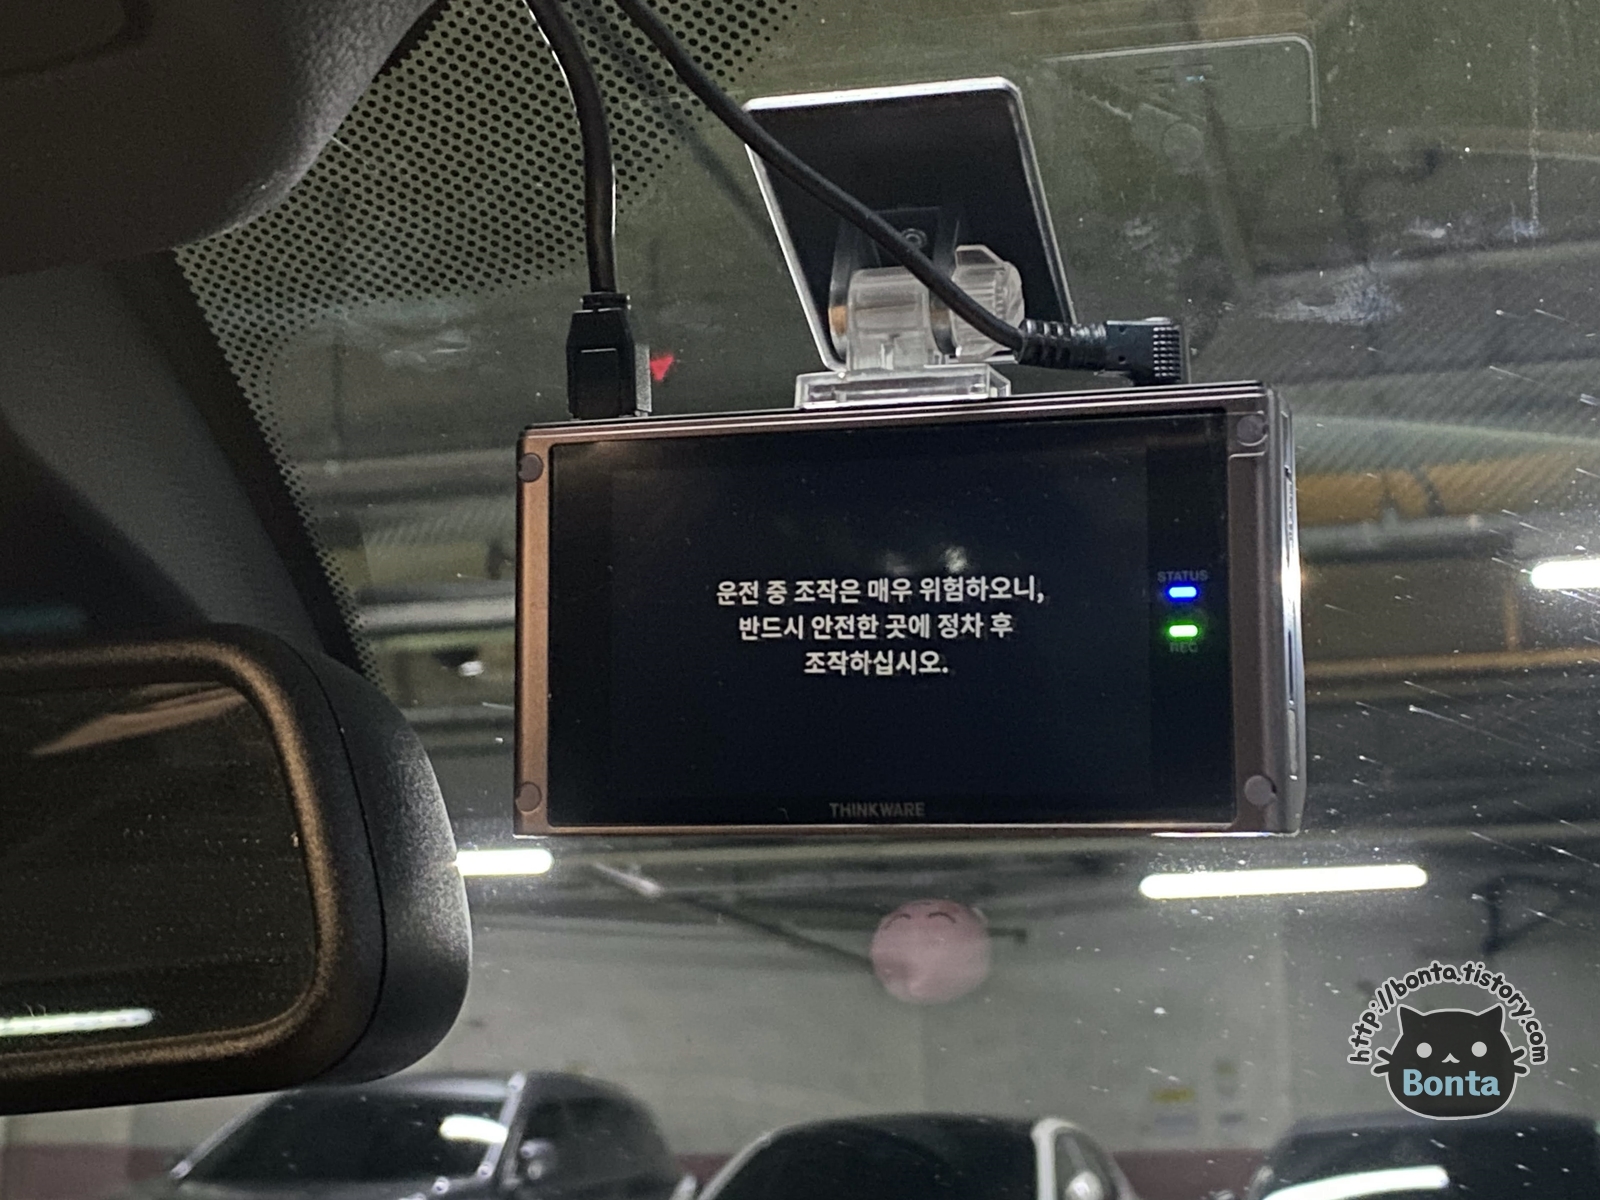 운전 중 조작은 매우 위험하오니,
반드시 안전한 곳에 정차 후
조작하십시오.
STATUS
REC
THINKWARE
http://bonta.tistory.com
Bonta